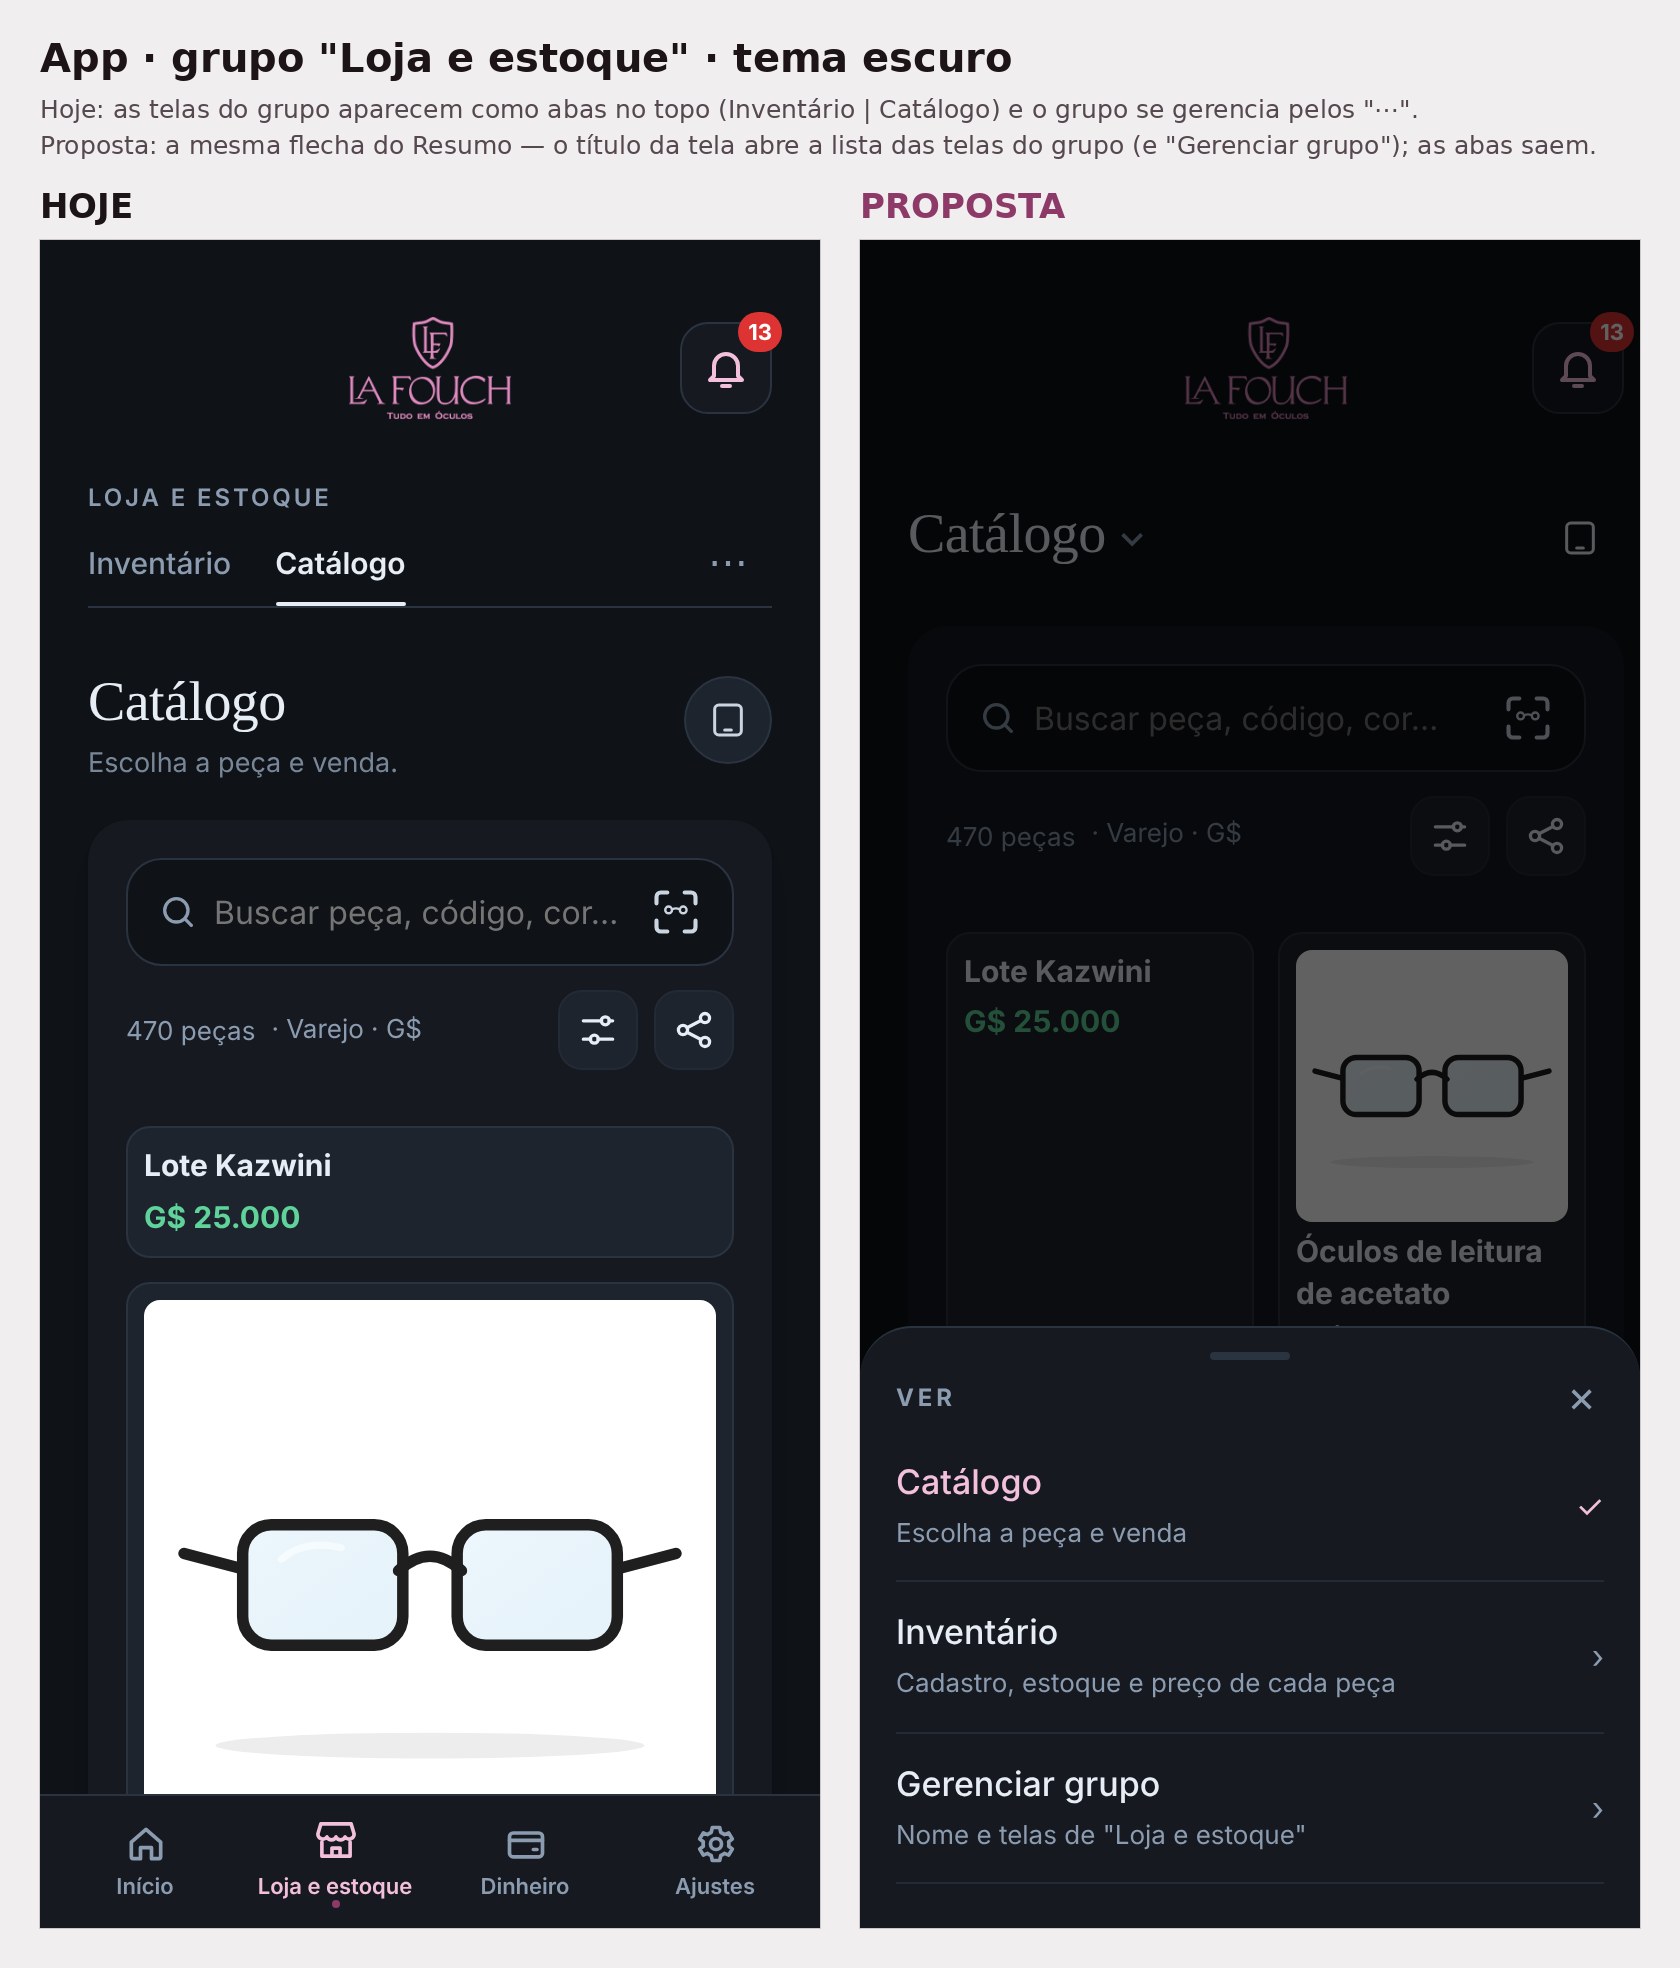 App · grupo "Loja e estoque" · tema escuro
Hoje: as telas do grupo aparecem como abas no topo (Inventário | Catálogo) e o grupo se gerencia pelos "···".
Proposta: a mesma flecha do Resumo — o título da tela abre a lista das telas do grupo (e "Gerenciar grupo"); as abas saem.
HOJE
LF
LA FOUCH
TUDO EM ÓCULOS
13
LOJA E ESTOQUE
Inventário Catálogo ···
Catálogo
Escolha a peça e venda.
Buscar peça, código, cor...
470 peças · Varejo · G$
Lote Kazwini
G$ 25.000
Início
Loja e estoque
Dinheiro
Ajustes
PROPOSTA
LF
LA FOUCH
TUDO EM ÓCULOS
13
Catálogo
Buscar peça, código, cor...
470 peças · Varejo · G$
Lote Kazwini
G$ 25.000
Óculos de leitura
de acetato
VER
Catálogo
Escolha a peça e venda
Inventário
Cadastro, estoque e preço de cada peça
Gerenciar grupo
Nome e telas de "Loja e estoque"